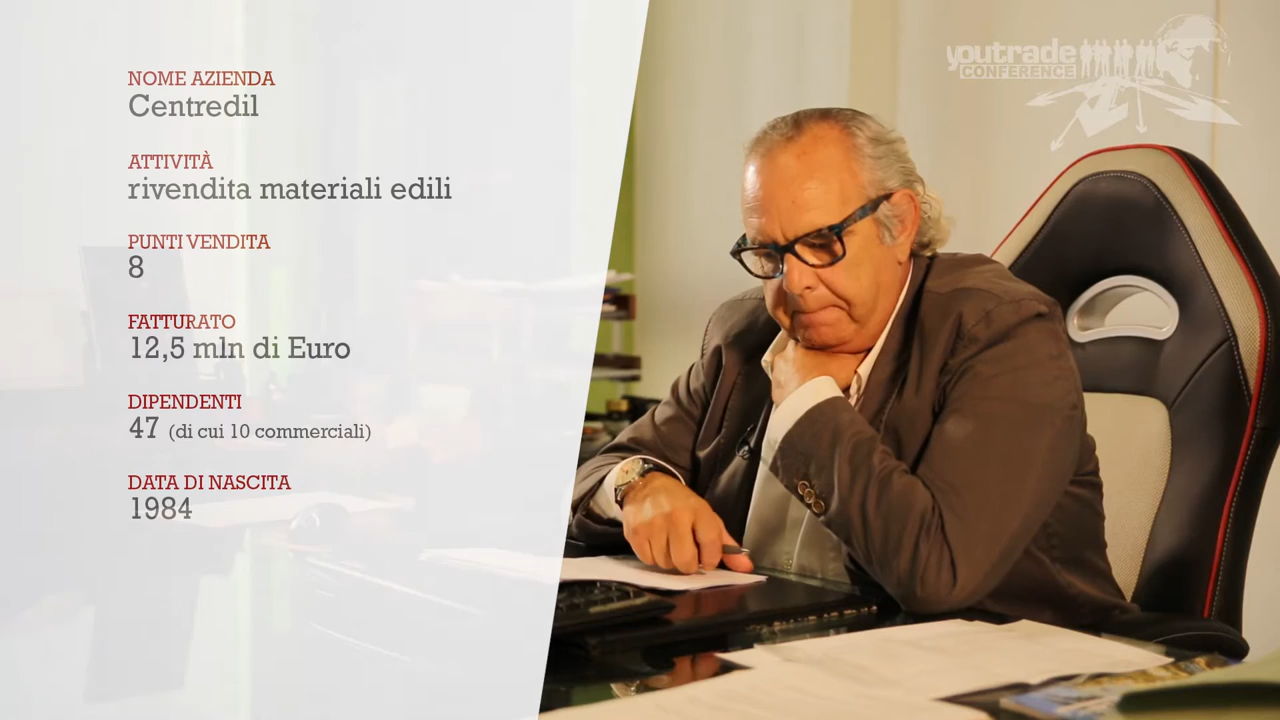 NOME AZIENDA
Centredil
ATTIVITÀ
rivendita materiali edili
PUNTI VENDITA
8
FATTURATO
12,5 mln di Euro
DIPENDENTI
47 (di cui 10 commerciali)
DATA DI NASCITA
1984
youtrade
CONFERENCE